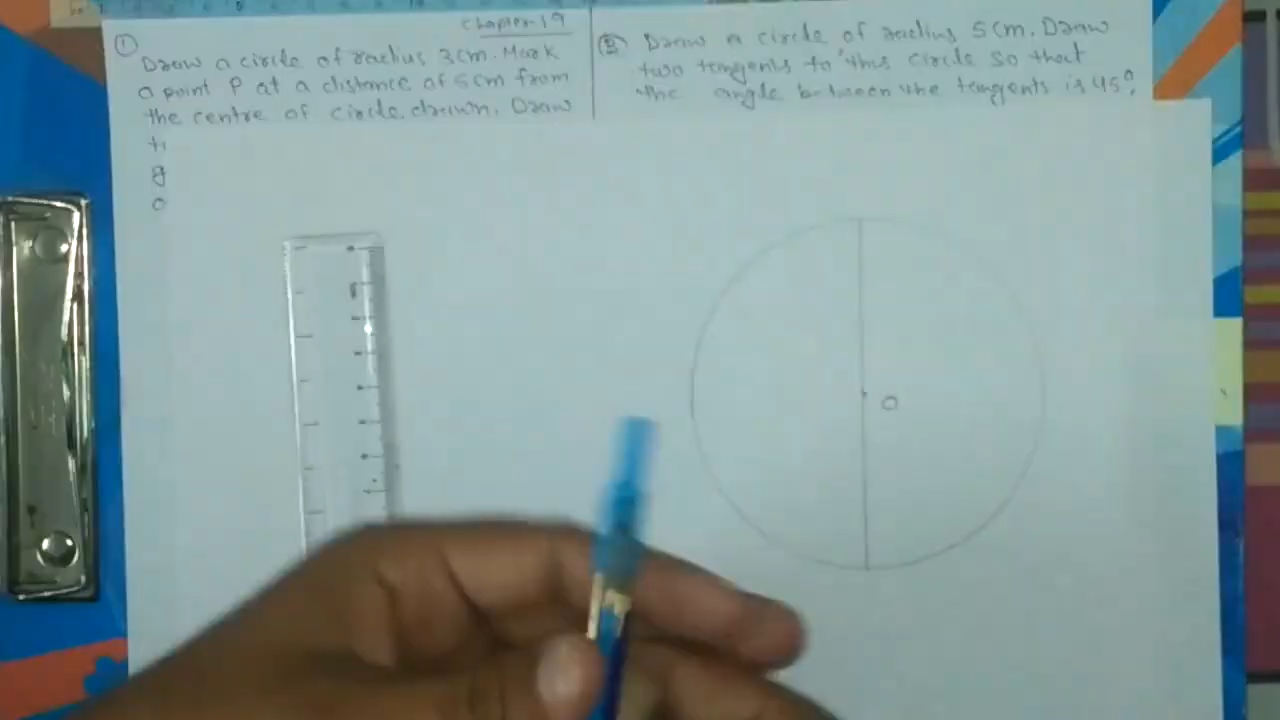 Chapter-19
① Draw a circle of radius 3cm. Mark
a point P at a distance of 5cm from
the centre of circle drawn. Draw
③ Draw a circle of radius 5cm. Draw
two tangents to this circle so that
the angle between the tangents is 45°.
O